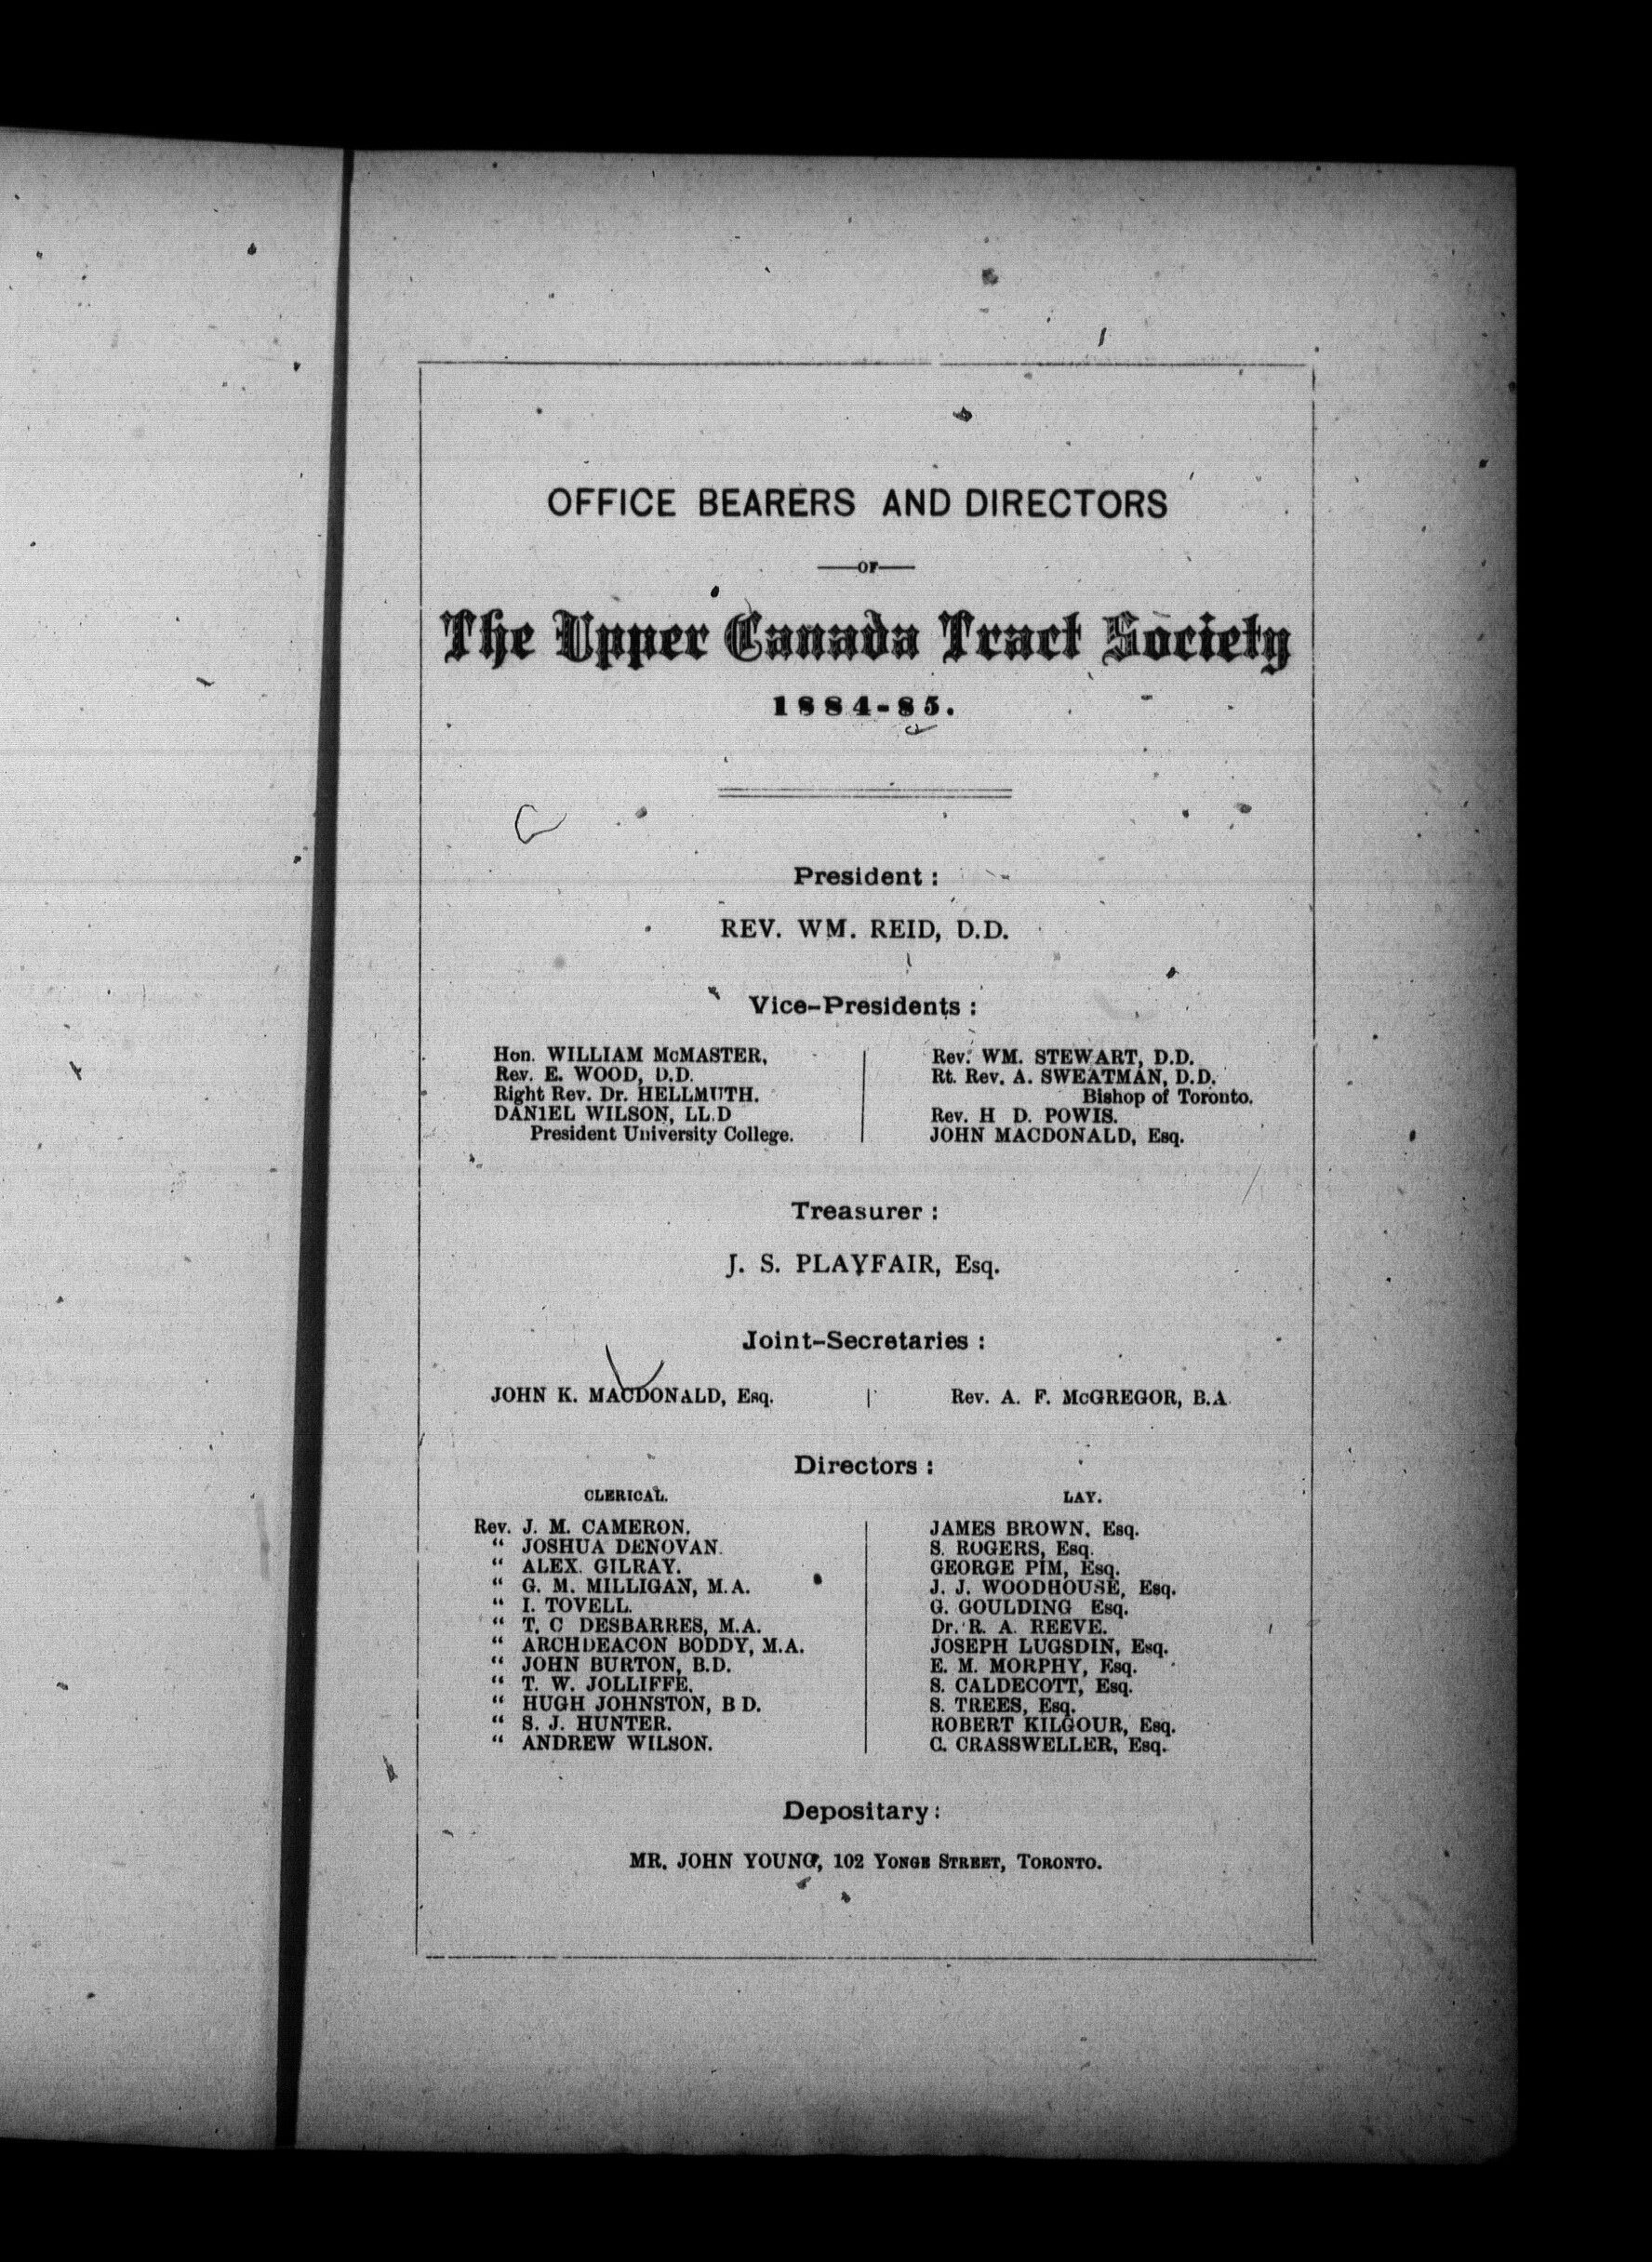 OFFICE BEARERS AND DIRECTORS
OF
The Upper Canada Tract Society
1884-85.
President :
REV. WM. REID, D.D.
Vice-Presidents :
Hon. WILLIAM McMASTER,
Rev. E. WOOD, D.D.
Right Rev. Dr. HELLMUTH.
DANIEL WILSON, LL.D
President University College.
Rev. WM. STEWART, D.D.
Rt. Rev. A. SWEATMAN, D.D.
Bishop of Toronto.
Rev. H D. POWIS.
JOHN MACDONALD, Esq.
Treasurer :
J. S. PLAYFAIR, Esq.
Joint-Secretaries :
JOHN K. MACDONALD, Esq.
Rev. A. F. McGREGOR, B.A.
Directors :
CLERICAL.
Rev. J. M. CAMERON.
“ JOSHUA DENOVAN.
“ ALEX. GILRAY.
“ G. M. MILLIGAN, M.A.
“ I. TOVELL.
“ T. C DESBARRES, M.A.
“ ARCHDEACON BODDY, M.A.
“ JOHN BURTON, B.D.
“ T. W. JOLLIFFE.
“ HUGH JOHNSTON, B D.
“ S. J. HUNTER.
“ ANDREW WILSON.
LAY.
JAMES BROWN, Esq.
S. ROGERS, Esq.
GEORGE PIM, Esq.
J. J. WOODHOUSE, Esq.
G. GOULDING Esq.
Dr. R. A. REEVE.
JOSEPH LUGSDIN, Esq.
E. M. MORPHY, Esq.
S. CALDECOTT, Esq.
S. TREES, Esq.
ROBERT KILGOUR, Esq.
C. CRASSWELLER, Esq.
Depositary :
MR. JOHN YOUNG, 102 YONGE STREET, TORONTO.